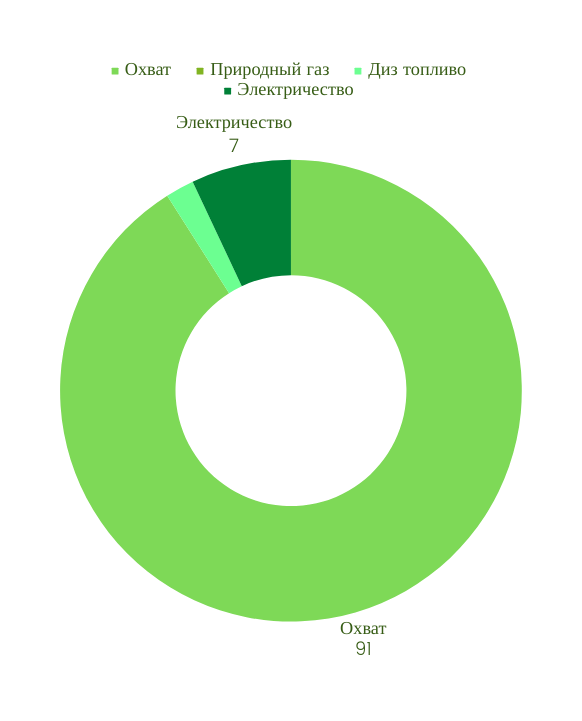 Охват Природный газ Диз топливо
Электричество
Электричество
7
Охват
91